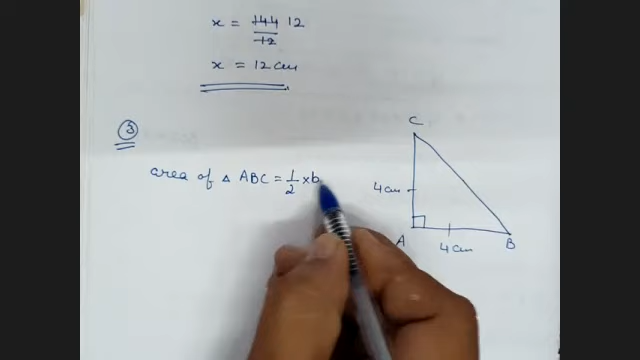 x = 144 12
12
x = 12 cm
3
area of △ ABC = 1/2 × b
C
4 cm
A
4 cm
B